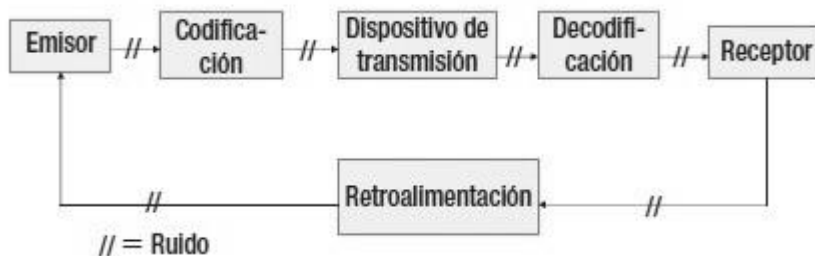 Emisor
Codifica-
ción
Dispositivo de
transmisión
Decodifi-
cación
Receptor
Retroalimentación
// = Ruido